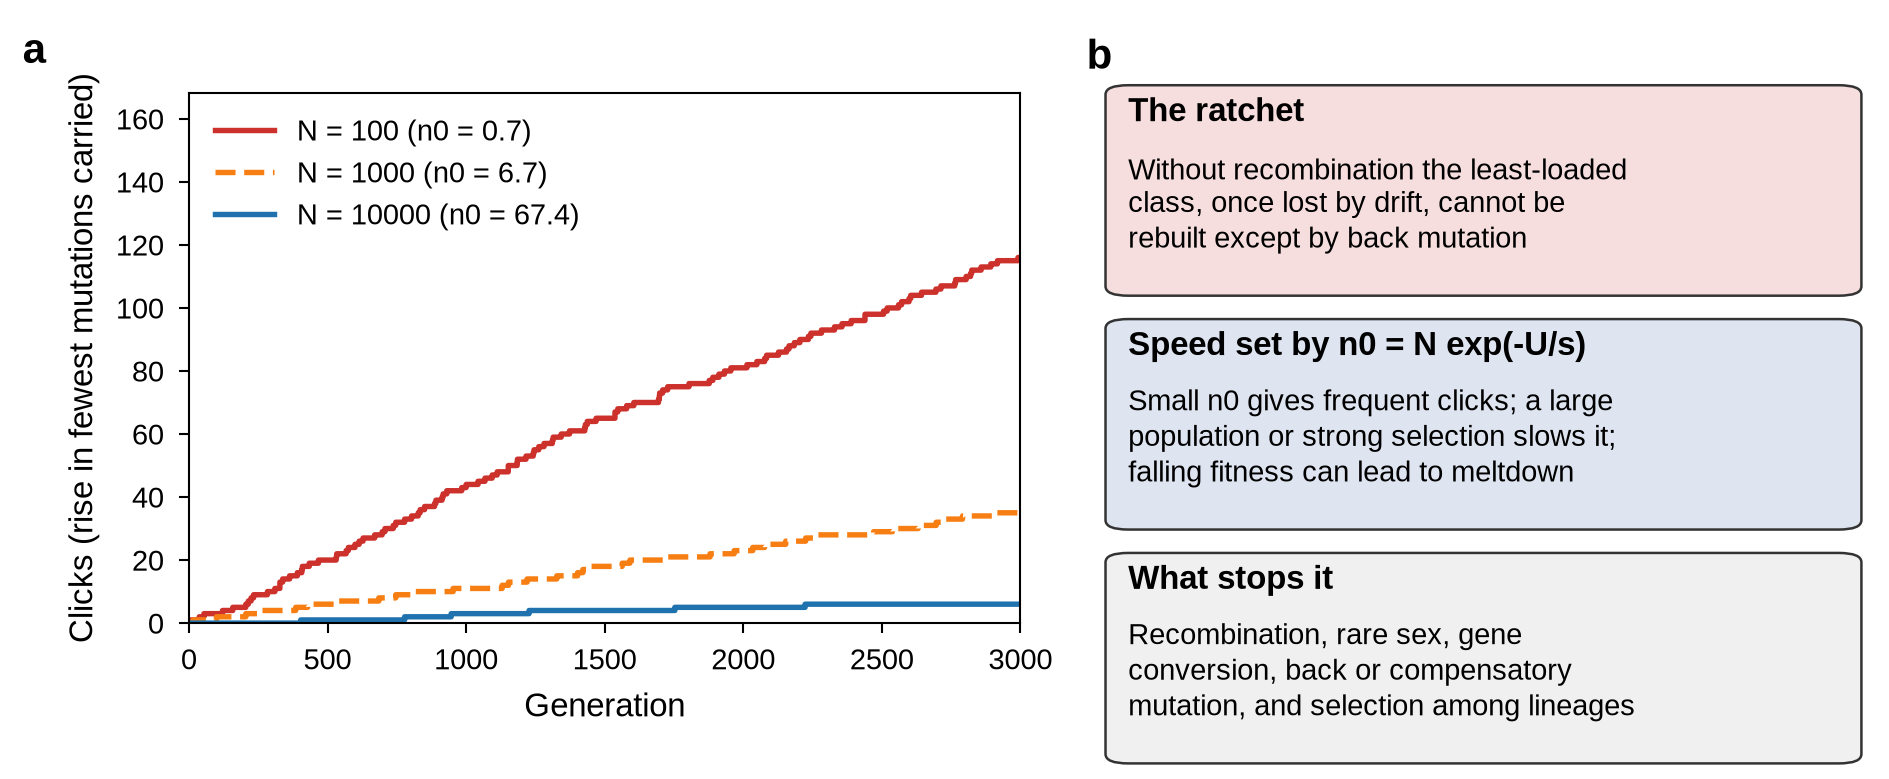 a
Clicks (rise in fewest mutations carried)
160
140
120
100
80
60
40
20
0
N = 100 (n0 = 0.7)
N = 1000 (n0 = 6.7)
N = 10000 (n0 = 67.4)
0 500 1000 1500 2000 2500 3000
Generation
b
The ratchet
Without recombination the least-loaded
class, once lost by drift, cannot be
rebuilt except by back mutation
Speed set by n0 = N exp(-U/s)
Small n0 gives frequent clicks; a large
population or strong selection slows it;
falling fitness can lead to meltdown
What stops it
Recombination, rare sex, gene
conversion, back or compensatory
mutation, and selection among lineages